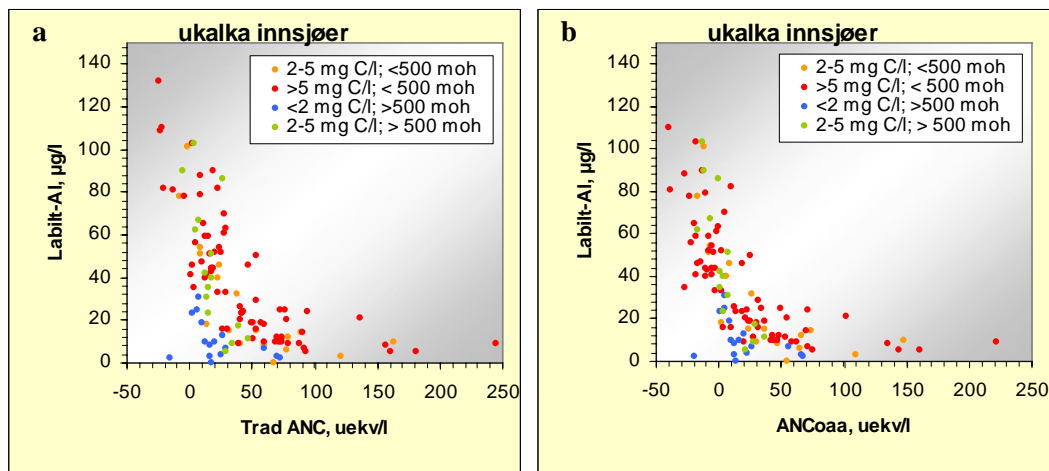 a
ukalka innsjøer
2-5 mg C/l; <500 moh
>5 mg C/l; < 500 moh
<2 mg C/l; >500 moh
2-5 mg C/l; > 500 moh
Labilt-Al, µg/l
140
120
100
80
60
40
20
0
-50 0 50 100 150 200 250
Trad ANC, uekv/l
b
ukalka innsjøer
2-5 mg C/l; <500 moh
>5 mg C/l; < 500 moh
<2 mg C/l; >500 moh
2-5 mg C/l; > 500 moh
Labilt-Al, µg/l
140
120
100
80
60
40
20
0
-50 0 50 100 150 200 250
ANCoaa, uekv/l